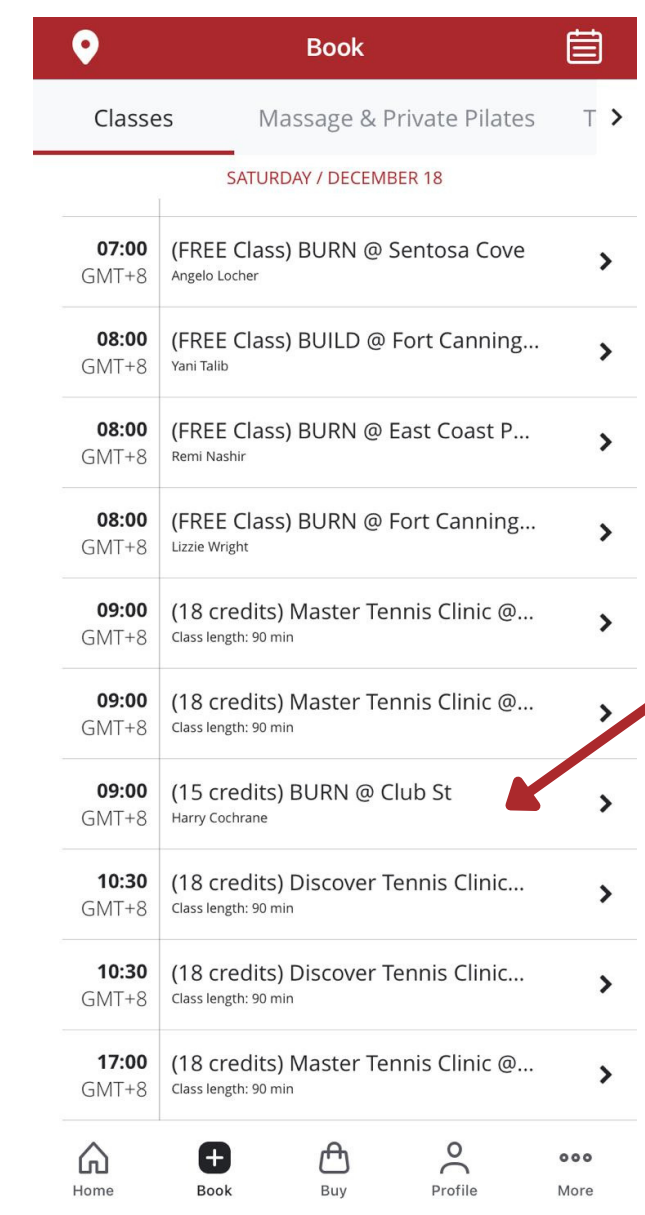 Book
Classes Massage & Private Pilates T
SATURDAY / DECEMBER 18
07:00 (FREE Class) BURN @ Sentosa Cove
GMT+8 Angelo Locher
08:00 (FREE Class) BUILD @ Fort Canning...
GMT+8 Yani Talib
08:00 (FREE Class) BURN @ East Coast P...
GMT+8 Remi Nashir
08:00 (FREE Class) BURN @ Fort Canning...
GMT+8 Lizzie Wright
09:00 (18 credits) Master Tennis Clinic @...
GMT+8 Class length: 90 min
09:00 (18 credits) Master Tennis Clinic @...
GMT+8 Class length: 90 min
09:00 (15 credits) BURN @ Club St
GMT+8 Harry Cochrane
10:30 (18 credits) Discover Tennis Clinic...
GMT+8 Class length: 90 min
10:30 (18 credits) Discover Tennis Clinic...
GMT+8 Class length: 90 min
17:00 (18 credits) Master Tennis Clinic @...
GMT+8 Class length: 90 min
Home Book Buy Profile More